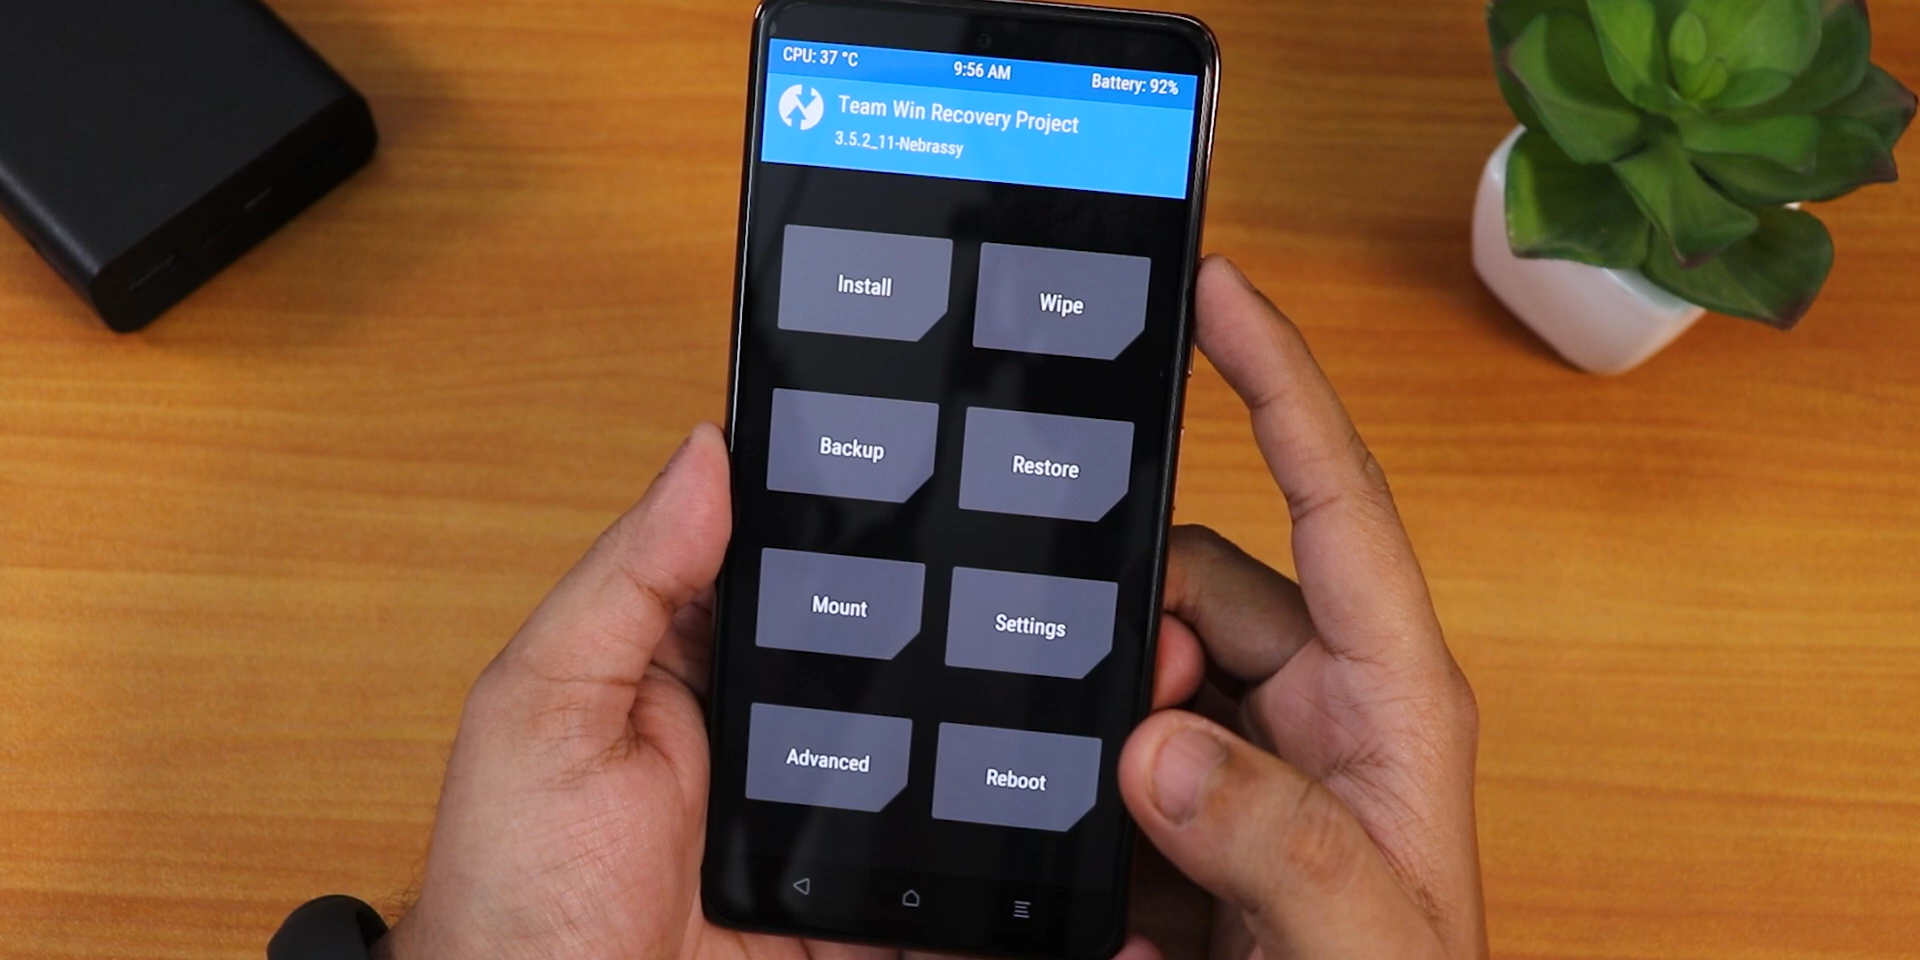 CPU: 37 °C 9:56 AM Battery: 92%
Team Win Recovery Project
3.5.2_11-Nebrassy
Install Wipe
Backup Restore
Mount Settings
Advanced Reboot